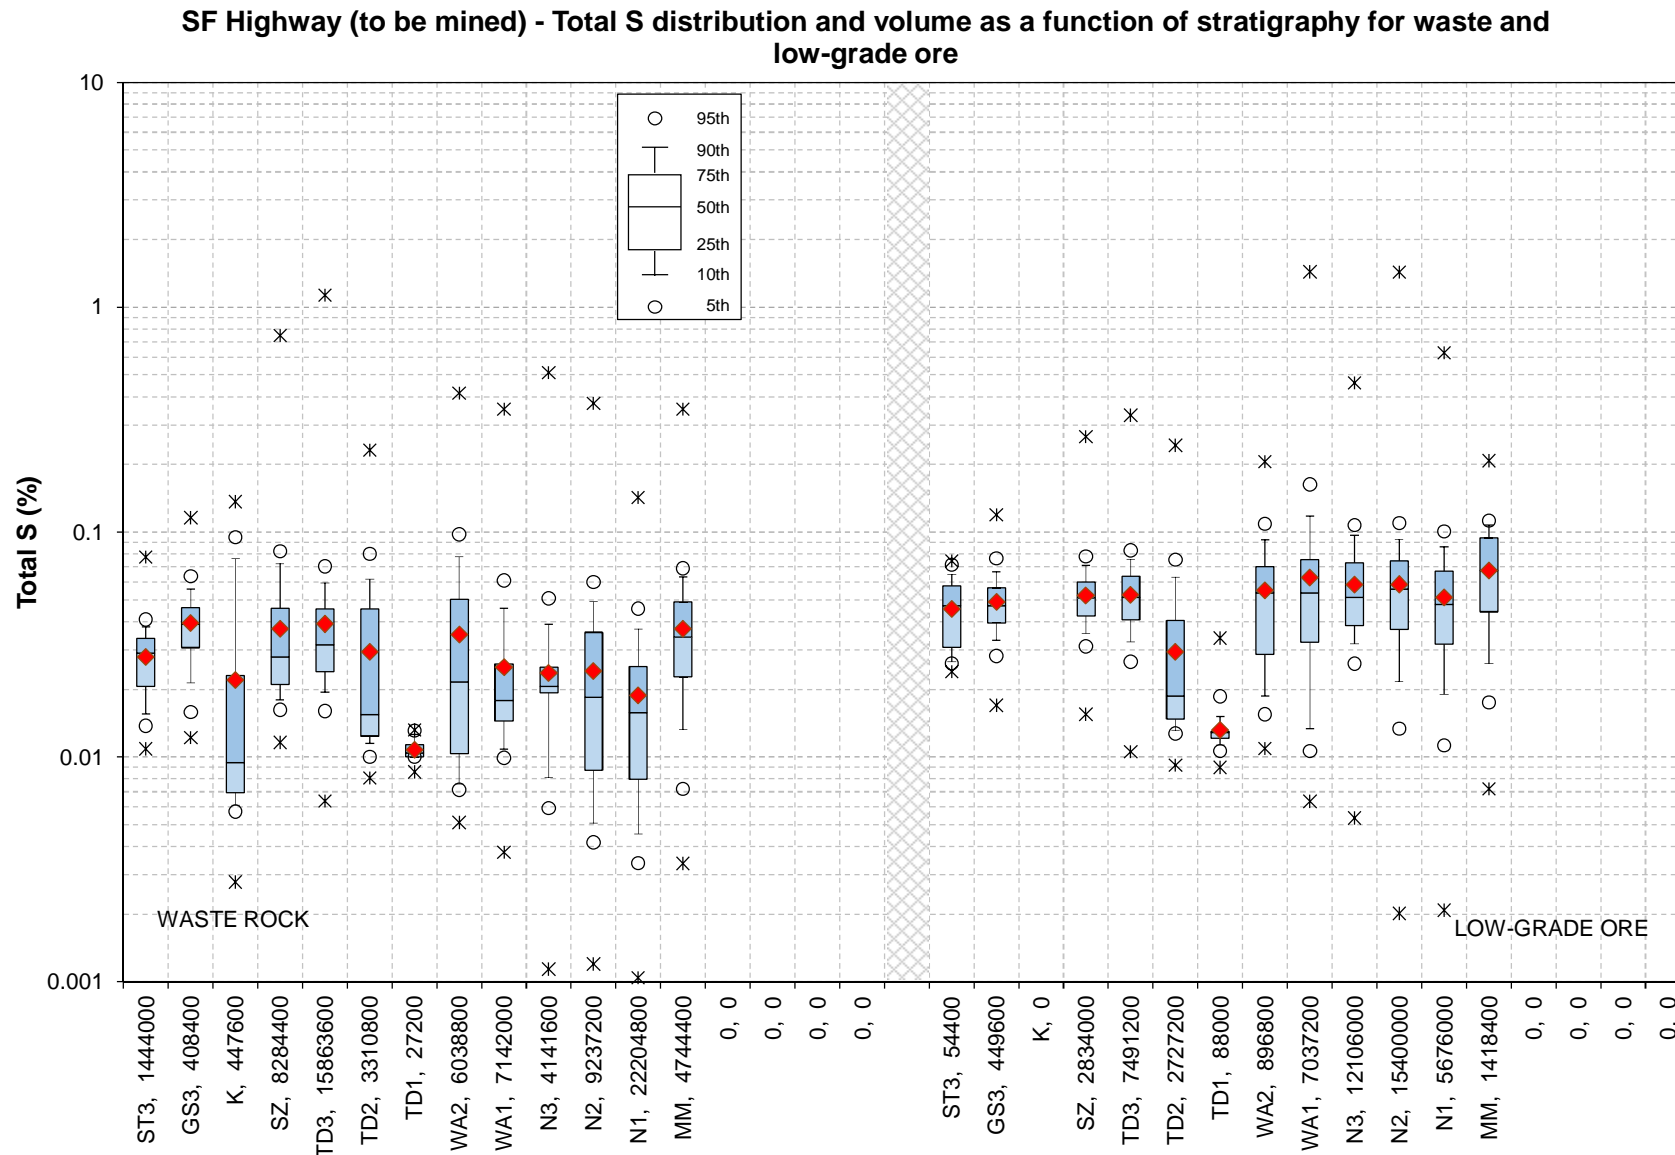 SF Highway (to be mined) - Total S distribution and volume as a function of stratigraphy for waste and
low-grade ore
Total S (%)
10
1
0.1
0.01
0.001
95th
90th
75th
50th
25th
10th
5th
WASTE ROCK
LOW-GRADE ORE
ST3, 1444000
GS3, 408400
K, 447600
SZ, 8284400
TD3, 15863600
TD2, 3310800
TD1, 27200
WA2, 6038800
WA1, 7142000
N3, 4141600
N2, 9237200
N1, 22204800
MM, 4744400
0, 0
0, 0
0, 0
0, 0
ST3, 54400
GS3, 449600
K, 0
SZ, 2834000
TD3, 7491200
TD2, 2727200
TD1, 88000
WA2, 896800
WA1, 7037200
N3, 12106000
N2, 15400000
N1, 5676000
MM, 1418400
0, 0
0, 0
0, 0
0, 0